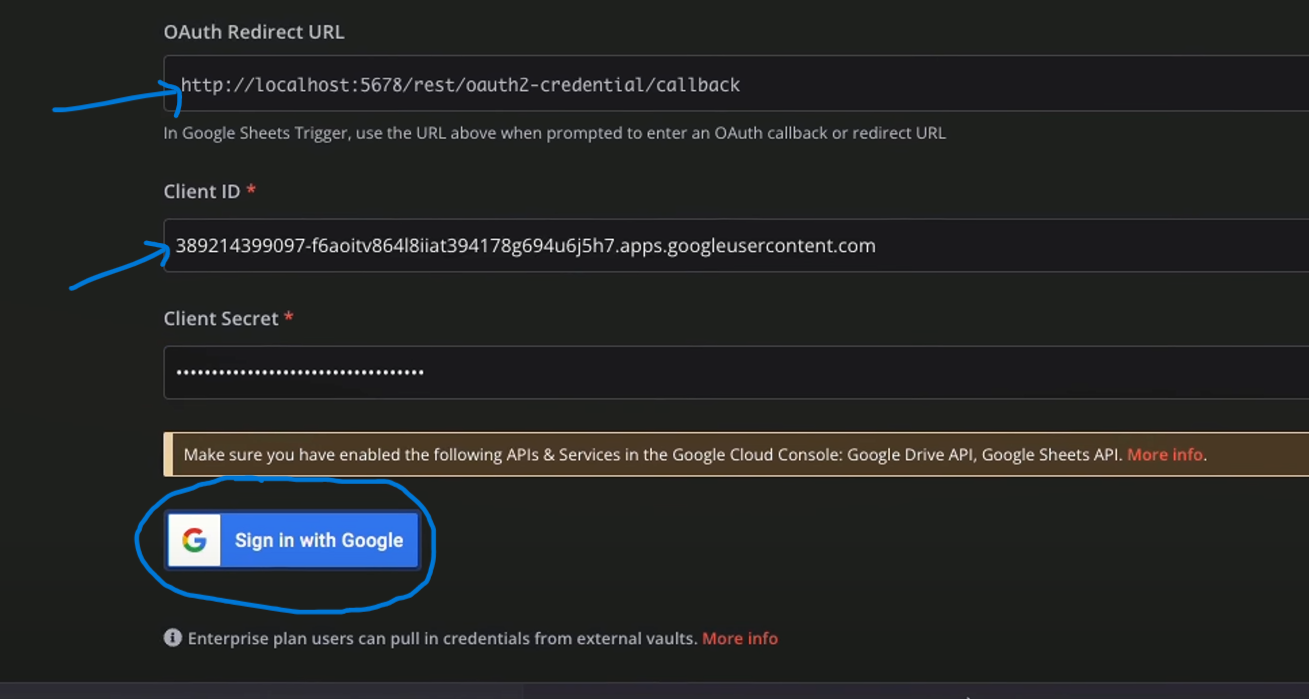 OAuth Redirect URL
http://localhost:5678/rest/oauth2-credential/callback
In Google Sheets Trigger, use the URL above when prompted to enter an OAuth callback or redirect URL
Client ID *
389214399097-f6aoitv864l8iiat394178g694u6j5h7.apps.googleusercontent.com
Client Secret *
•••••••••••••••••••••••••••••••••••
Make sure you have enabled the following APIs & Services in the Google Cloud Console: Google Drive API, Google Sheets API. More info.
Sign in with Google
Enterprise plan users can pull in credentials from external vaults. More info